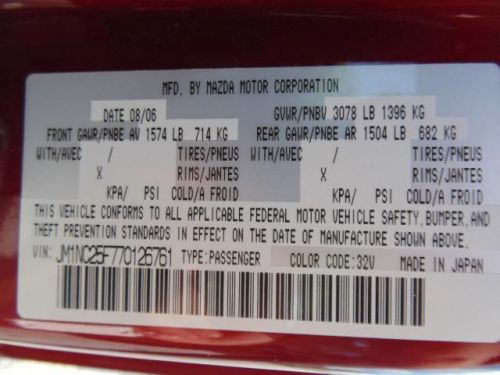 MFD. BY MAZDA MOTOR CORPORATION
DATE 08/06 GVWR/PNBV 3078 LB 1396 KG
FRONT GAWR/PNBE AV 1574 LB 714 KG REAR GAWR/PNBE AR 1504 LB 682 KG
WITH/AVEC / TIRES/PNEUS WITH/AVEC / TIRES/PNEUS
X RIMS/JANTES X RIMS/JANTES
KPA/ PSI COLD/A FROID KPA/ PSI COLD/A FROID
THIS VEHICLE CONFORMS TO ALL APPLICABLE FEDERAL MOTOR VEHICLE SAFETY, BUMPER, AND
THEFT PREVENTION STANDARDS IN EFFECT ON THE DATE OF MANUFACTURE SHOWN ABOVE.
VIN: JM1NC25F770126761 TYPE:PASSENGER COLOR CODE:32V MADE IN JAPAN